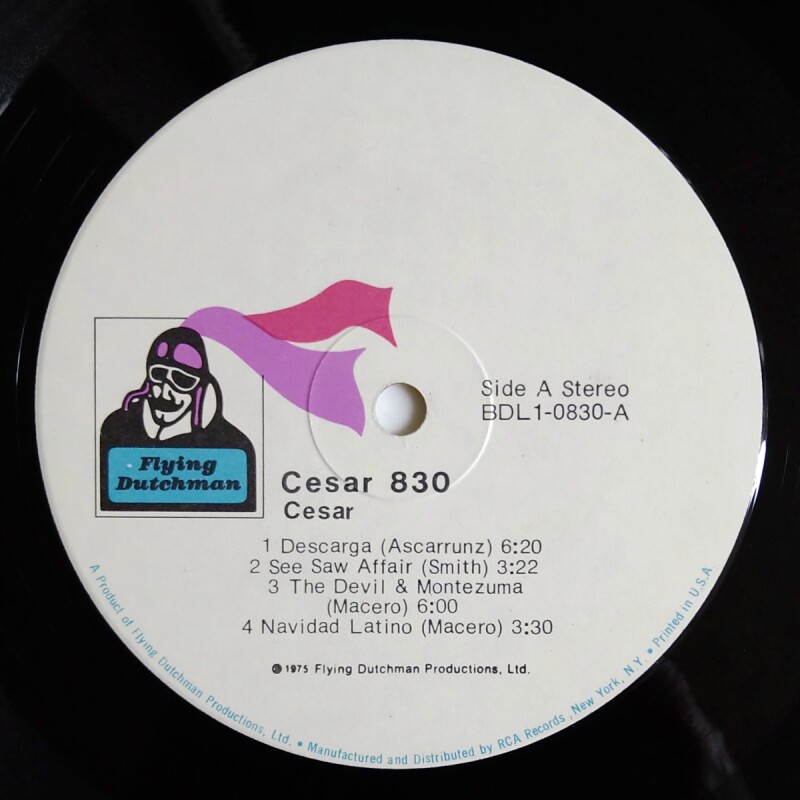 Side A Stereo
BDL1-0830-A
Flying
Dutchman
Cesar 830
Cesar
1 Descarga (Ascarrunz) 6:20
2 See Saw Affair (Smith) 3:22
3 The Devil & Montezuma
(Macero) 6:00
4 Navidad Latino (Macero) 3:30
℗ 1975 Flying Dutchman Productions, Ltd.
A Product of Flying Dutchman Productions, Ltd. • Manufactured and Distributed by RCA Records, New York, N.Y. • Printed in U.S.A.